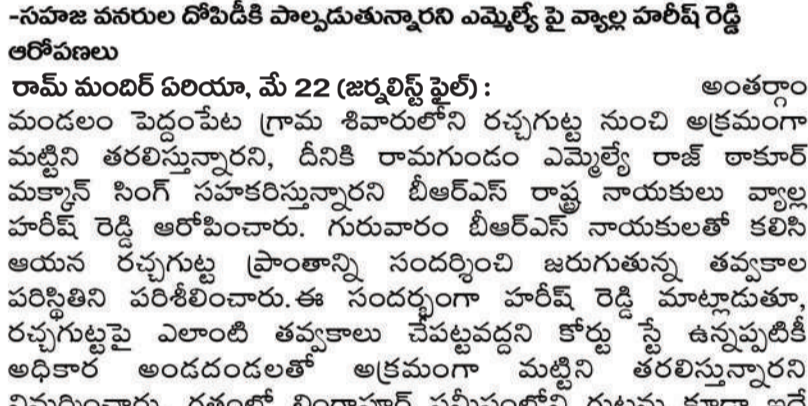 -సహజ వనరుల దోపిడీకి పాల్పడుతున్నారని ఎమ్మెల్యే పై వ్యాల్ల హరీష్ రెడ్డి
ఆరోపణలు
రామ్ మందిర్ ఏరియా, మే 22 (జర్నలిస్ట్ ఫైల్) : అంతర్గాం
మండలం పెద్దంపేట గ్రామ శివారులోని రచ్చగుట్ట నుంచి అక్రమంగా
మట్టిని తరలిస్తున్నారని, దీనికి రామగుండం ఎమ్మెల్యే రాజ్ ఠాకూర్
మక్కాన్ సింగ్ సహకరిస్తున్నారని బీఆర్ఎస్ రాష్ట్ర నాయకులు వ్యాల్ల
హరీష్ రెడ్డి ఆరోపించారు. గురువారం బీఆర్ఎస్ నాయకులతో కలిసి
ఆయన రచ్చగుట్ట ప్రాంతాన్ని సందర్శించి జరుగుతున్న తవ్వకాల
పరిస్థితిని పరిశీలించారు. ఈ సందర్భంగా హరీష్ రెడ్డి మాట్లాడుతూ,
రచ్చగుట్టపై ఎలాంటి తవ్వకాలు చేపట్టవద్దని కోర్టు స్టే ఉన్నప్పటికీ
అధికార అండదండలతో అక్రమంగా మట్టిని తరలిస్తున్నారని